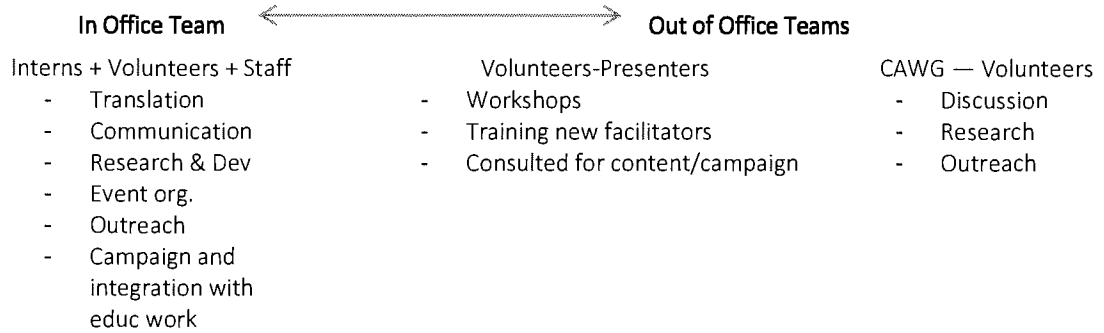 In Office Team
Out of Office Teams
Interns + Volunteers + Staff
- Translation
- Communication
- Research & Dev
- Event org.
- Outreach
- Campaign and
integration with
educ work
Volunteers-Presenters
- Workshops
- Training new facilitators
- Consulted for content/campaign
CAWG — Volunteers
- Discussion
- Research
- Outreach